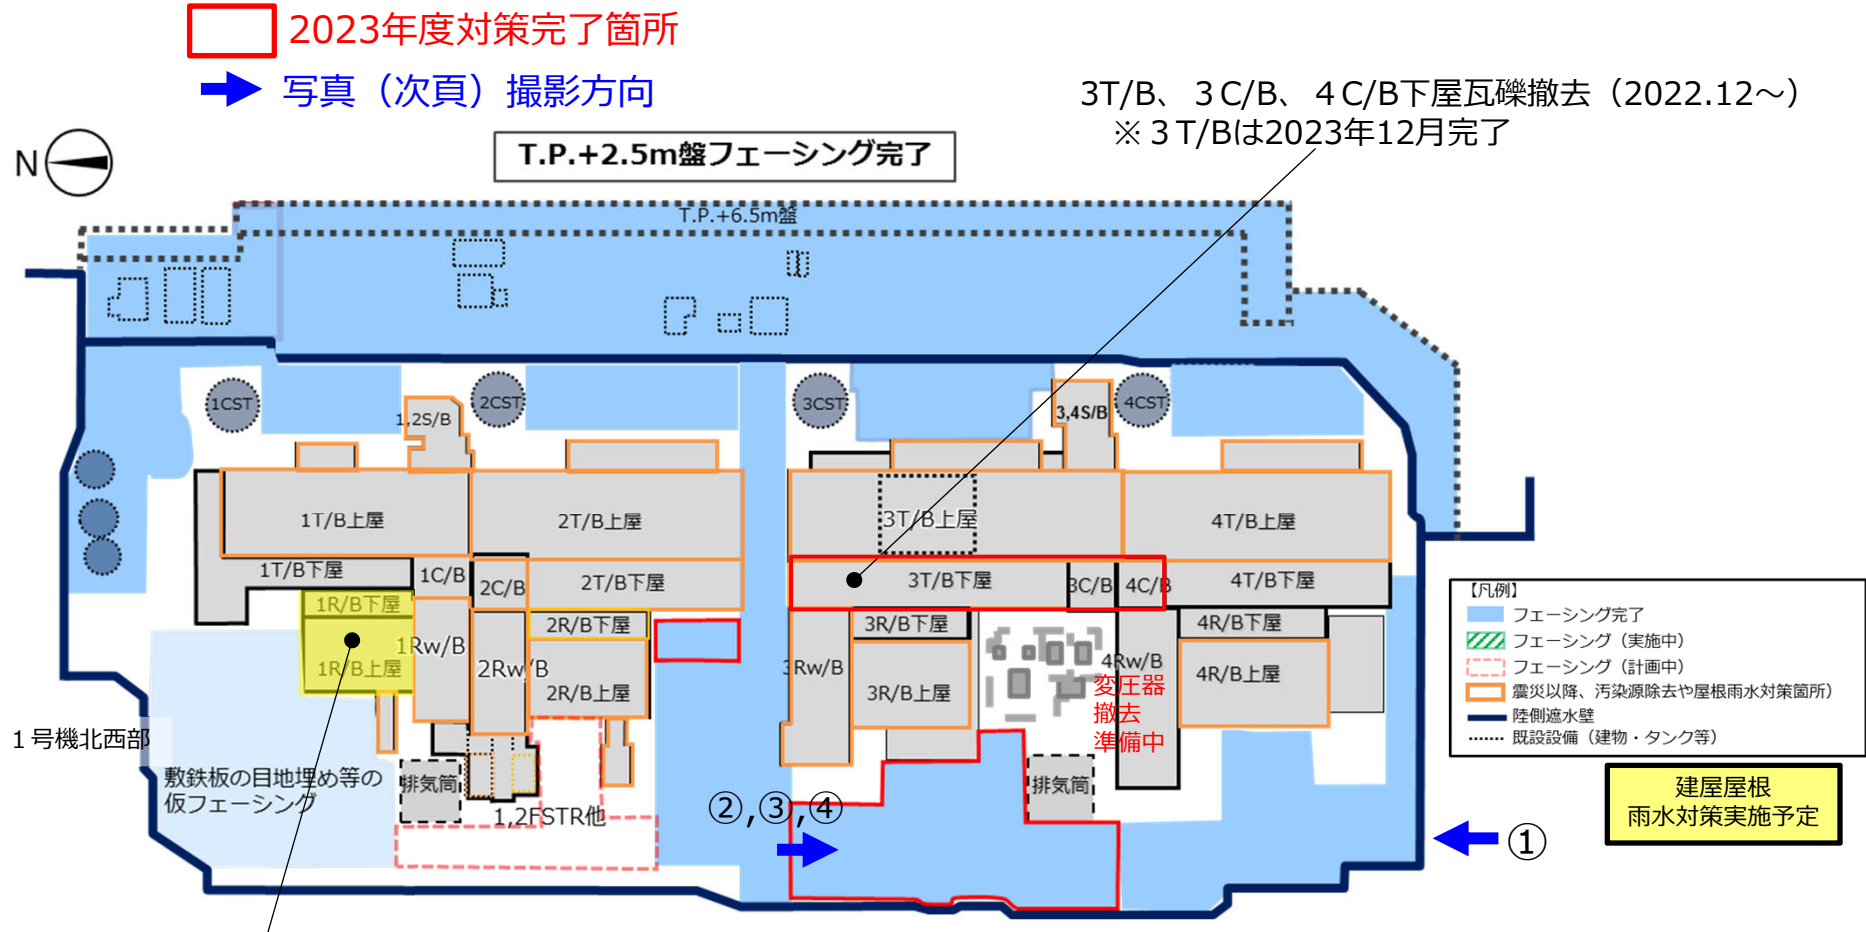 2023年度対策完了箇所
写真（次頁）撮影方向
3T/B、３C/B、４C/B下屋瓦礫撤去（2022.12～）
※３T/Bは2023年12月完了
N
T.P.+2.5m盤フェーシング完了
T.P.+6.5m盤
1CST
1,2S/B
2CST
3CST
3,4S/B
4CST
1T/B上屋
2T/B上屋
3T/B上屋
4T/B上屋
1T/B下屋
1C/B
2C/B
2T/B下屋
3T/B下屋
3C/B
4C/B
4T/B下屋
1R/B下屋
1R/B上屋
1Rw/B
2Rw/B
2R/B下屋
2R/B上屋
3Rw/B
3R/B下屋
3R/B上屋
4Rw/B
変圧器
撤去
準備中
4R/B下屋
4R/B上屋
【凡例】
フェーシング完了
フェーシング（実施中）
フェーシング（計画中）
震災以降、汚染源除去や屋根雨水対策箇所）
陸側遮水壁
既設設備（建物・タンク等）
１号機北西部
敷鉄板の目地埋め等の
仮フェーシング
排気筒
1,2FSTR他
②,③,④
排気筒
①
建屋屋根
雨水対策実施予定